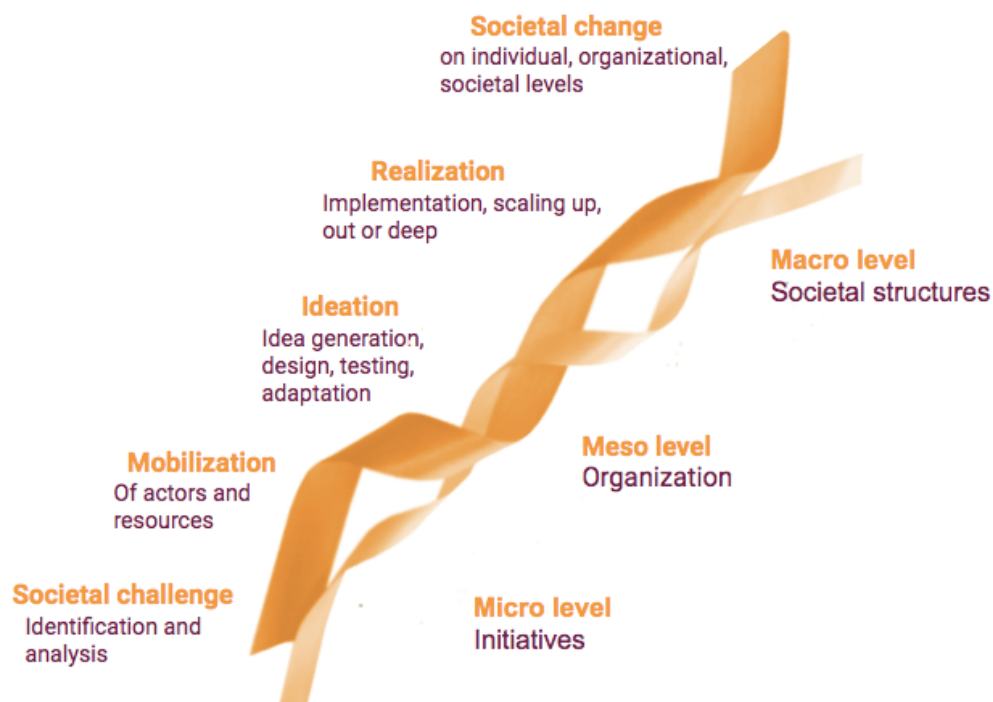 Societal change
on individual, organizational,
societal levels
Realization
Implementation, scaling up,
out or deep
Macro level
Societal structures
Ideation
Idea generation,
design, testing,
adaptation
Meso level
Organization
Mobilization
Of actors and
resources
Societal challenge
Identification and
analysis
Micro level
Initiatives